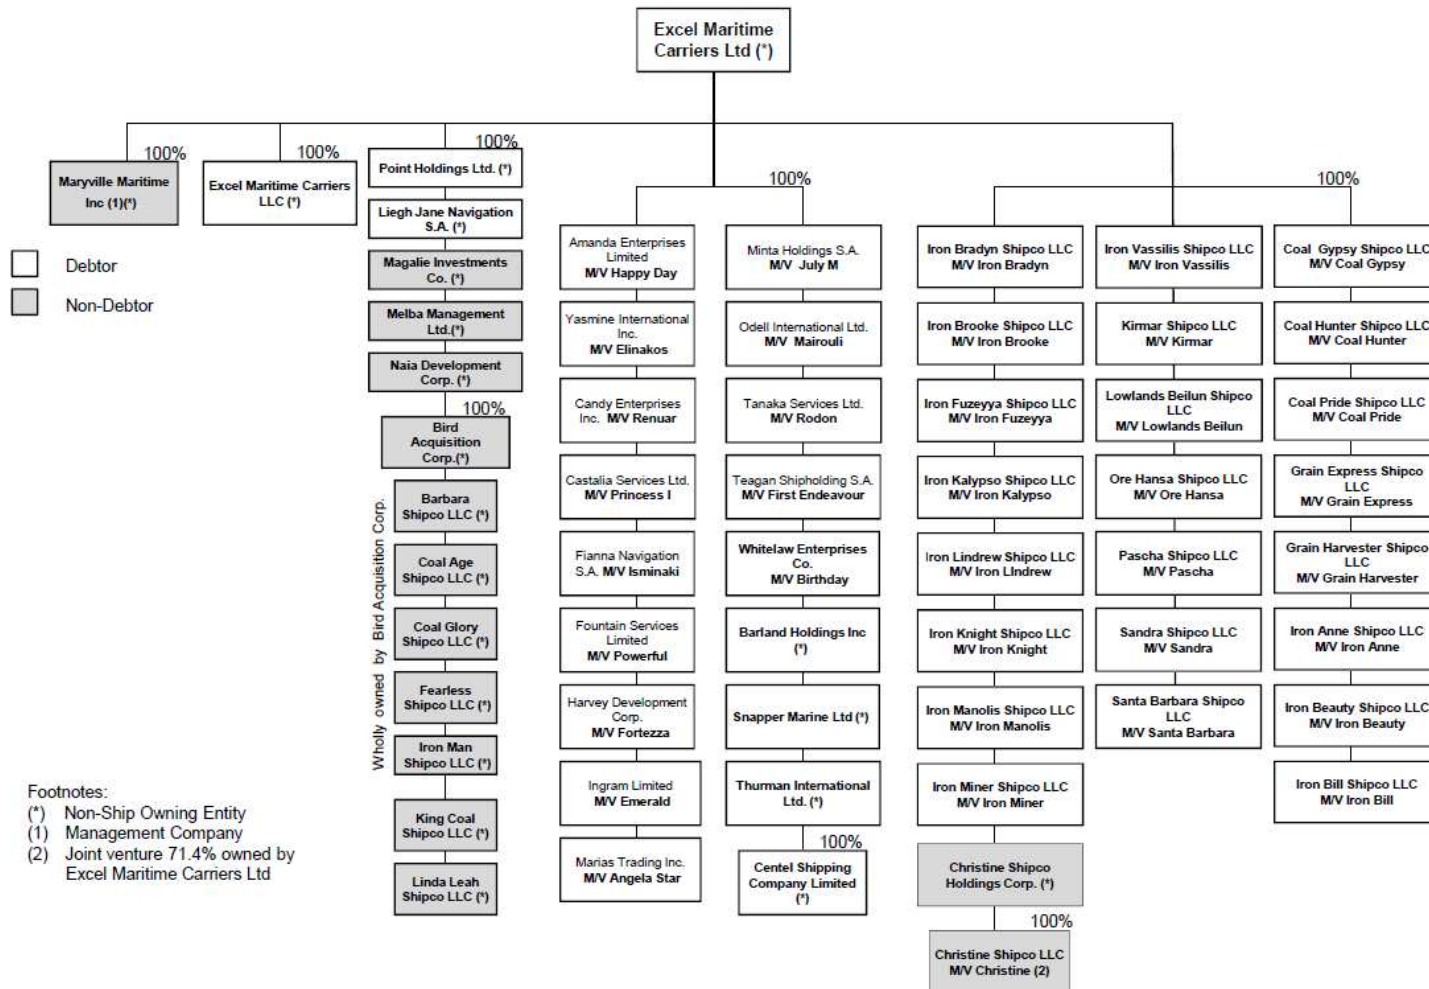 Excel Maritime
Carriers Ltd (*)
100%
Maryville Maritime
Inc (1)(*)
100%
Excel Maritime Carriers
LLC (*)
100%
Point Holdings Ltd. (*)
Liegh Jane Navigation
S.A. (*)
Magalie Investments
Co. (*)
Melba Management
Ltd.(*)
Naia Development
Corp. (*)
100%
Bird
Acquisition
Corp.(*)
Wholly owned by Bird Acquisition Corp.
Barbara
Shipco LLC (*)
Coal Age
Shipco LLC (*)
Coal Glory
Shipco LLC (*)
Fearless
Shipco LLC (*)
Iron Man
Shipco LLC (*)
King Coal
Shipco LLC (*)
Linda Leah
Shipco LLC (*)
Debtor
Non-Debtor
100%
Amanda Enterprises
Limited
M/V Happy Day
Yasmine International
Inc.
M/V Elinakos
Candy Enterprises
Inc. M/V Renuar
Castalia Services Ltd.
M/V Princess I
Fianna Navigation
S.A. M/V Isminaki
Fountain Services
Limited
M/V Powerful
Harvey Development
Corp.
M/V Fortezza
Ingram Limited
M/V Emerald
Marias Trading Inc.
M/V Angela Star
Minta Holdings S.A.
M/V July M
Odell International Ltd.
M/V Mairouli
Tanaka Services Ltd.
M/V Rodon
Teagan Shipholding S.A.
M/V First Endeavour
Whitelaw Enterprises
Co.
M/V Birthday
Barland Holdings Inc
(*)
Snapper Marine Ltd (*)
Thurman International
Ltd. (*)
100%
Centel Shipping
Company Limited
(*)
100%
Iron Bradyn Shipco LLC
M/V Iron Bradyn
Iron Brooke Shipco LLC
M/V Iron Brooke
Iron Fuzeyya Shipco LLC
M/V Iron Fuzeyya
Iron Kalypso Shipco LLC
M/V Iron Kalypso
Iron Lindrew Shipco LLC
M/V Iron LIndrew
Iron Knight Shipco LLC
M/V Iron Knight
Iron Manolis Shipco LLC
M/V Iron Manolis
Iron Miner Shipco LLC
M/V Iron Miner
Christine Shipco
Holdings Corp. (*)
100%
Christine Shipco LLC
M/V Christine (2)
Iron Vassilis Shipco LLC
M/V Iron Vassilis
Kirmar Shipco LLC
M/V Kirmar
Lowlands Beilun Shipco
LLC
M/V Lowlands Beilun
Ore Hansa Shipco LLC
M/V Ore Hansa
Pascha Shipco LLC
M/V Pascha
Sandra Shipco LLC
M/V Sandra
Santa Barbara Shipco
LLC
M/V Santa Barbara
Coal Gypsy Shipco LLC
M/V Coal Gypsy
Coal Hunter Shipco LLC
M/V Coal Hunter
Coal Pride Shipco LLC
M/V Coal Pride
Grain Express Shipco
LLC
M/V Grain Express
Grain Harvester Shipco
LLC
M/V Grain Harvester
Iron Anne Shipco LLC
M/V Iron Anne
Iron Beauty Shipco LLC
M/V Iron Beauty
Iron Bill Shipco LLC
M/V Iron Bill
Footnotes:
(*) Non-Ship Owning Entity
(1) Management Company
(2) Joint venture 71.4% owned by
Excel Maritime Carriers Ltd